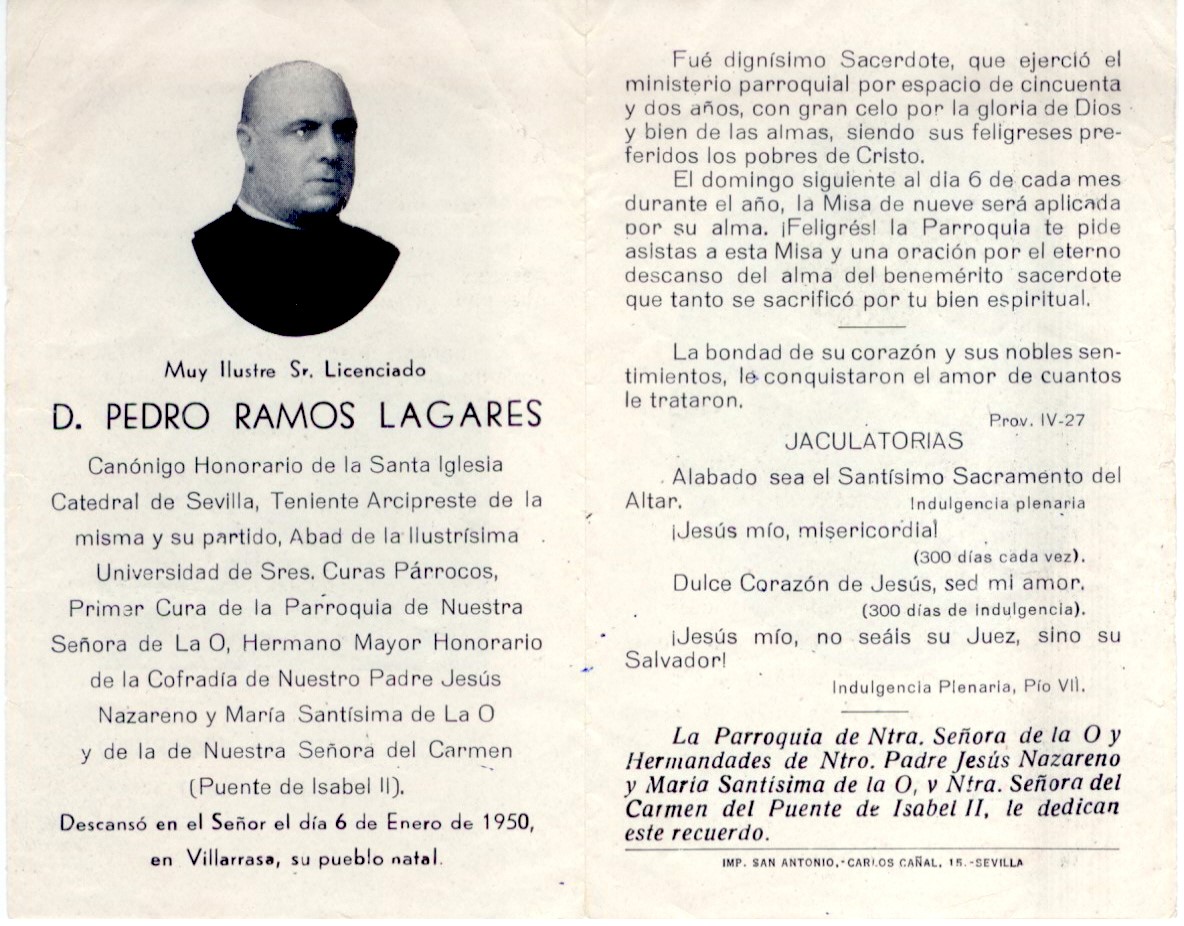 Muy Ilustre Sr. Licenciado
D. PEDRO RAMOS LAGARES
Canónigo Honorario de la Santa Iglesia
Catedral de Sevilla, Teniente Arcipreste de la
misma y su partido, Abad de la Ilustrísima
Universidad de Sres. Curas Párrocos,
Primer Cura de la Parroquia de Nuestra
Señora de La O, Hermano Mayor Honorario
de la Cofradía de Nuestro Padre Jesús
Nazareno y María Santísima de La O
y de la de Nuestra Señora del Carmen
(Puente de Isabel II).
Descansó en el Señor el día 6 de Enero de 1950,
en Villarrasa, su pueblo natal.
Fué dignísimo Sacerdote, que ejerció el
ministerio parroquial por espacio de cincuenta
y dos años, con gran celo por la gloria de Dios
y bien de las almas, siendo sus feligreses pre-
feridos los pobres de Cristo.
El domingo siguiente al dia 6 de cada mes
durante el año, la Misa de nueve será aplicada
por su alma. ¡Feligrés! la Parroquia te pide
asistas a esta Misa y una oración por el eterno
descanso del alma del benemérito sacerdote
que tanto se sacrificó por tu bien espiritual.
La bondad de su corazón y sus nobles sen-
timientos, le conquistaron el amor de cuantos
le trataron.
Prov. IV-27
JACULATORIAS
Alabado sea el Santísimo Sacramento del
Altar. Indulgencia plenaria
¡Jesús mío, misericordia!
(300 días cada vez).
Dulce Corazón de Jesús, sed mi amor.
(300 días de indulgencia).
¡Jesús mío, no seáis su Juez, sino su
Salvador!
Indulgencia Plenaria, Pío VII.
La Parroquia de Ntra. Señora de la O y
Hermandades de Ntro. Padre Jesús Nazareno
y María Santísima de la O, y Ntra. Señora del
Carmen del Puente de Isabel II, le dedican
este recuerdo.
IMP. SAN ANTONIO,-CARLOS CAÑAL, 15.-SEVILLA